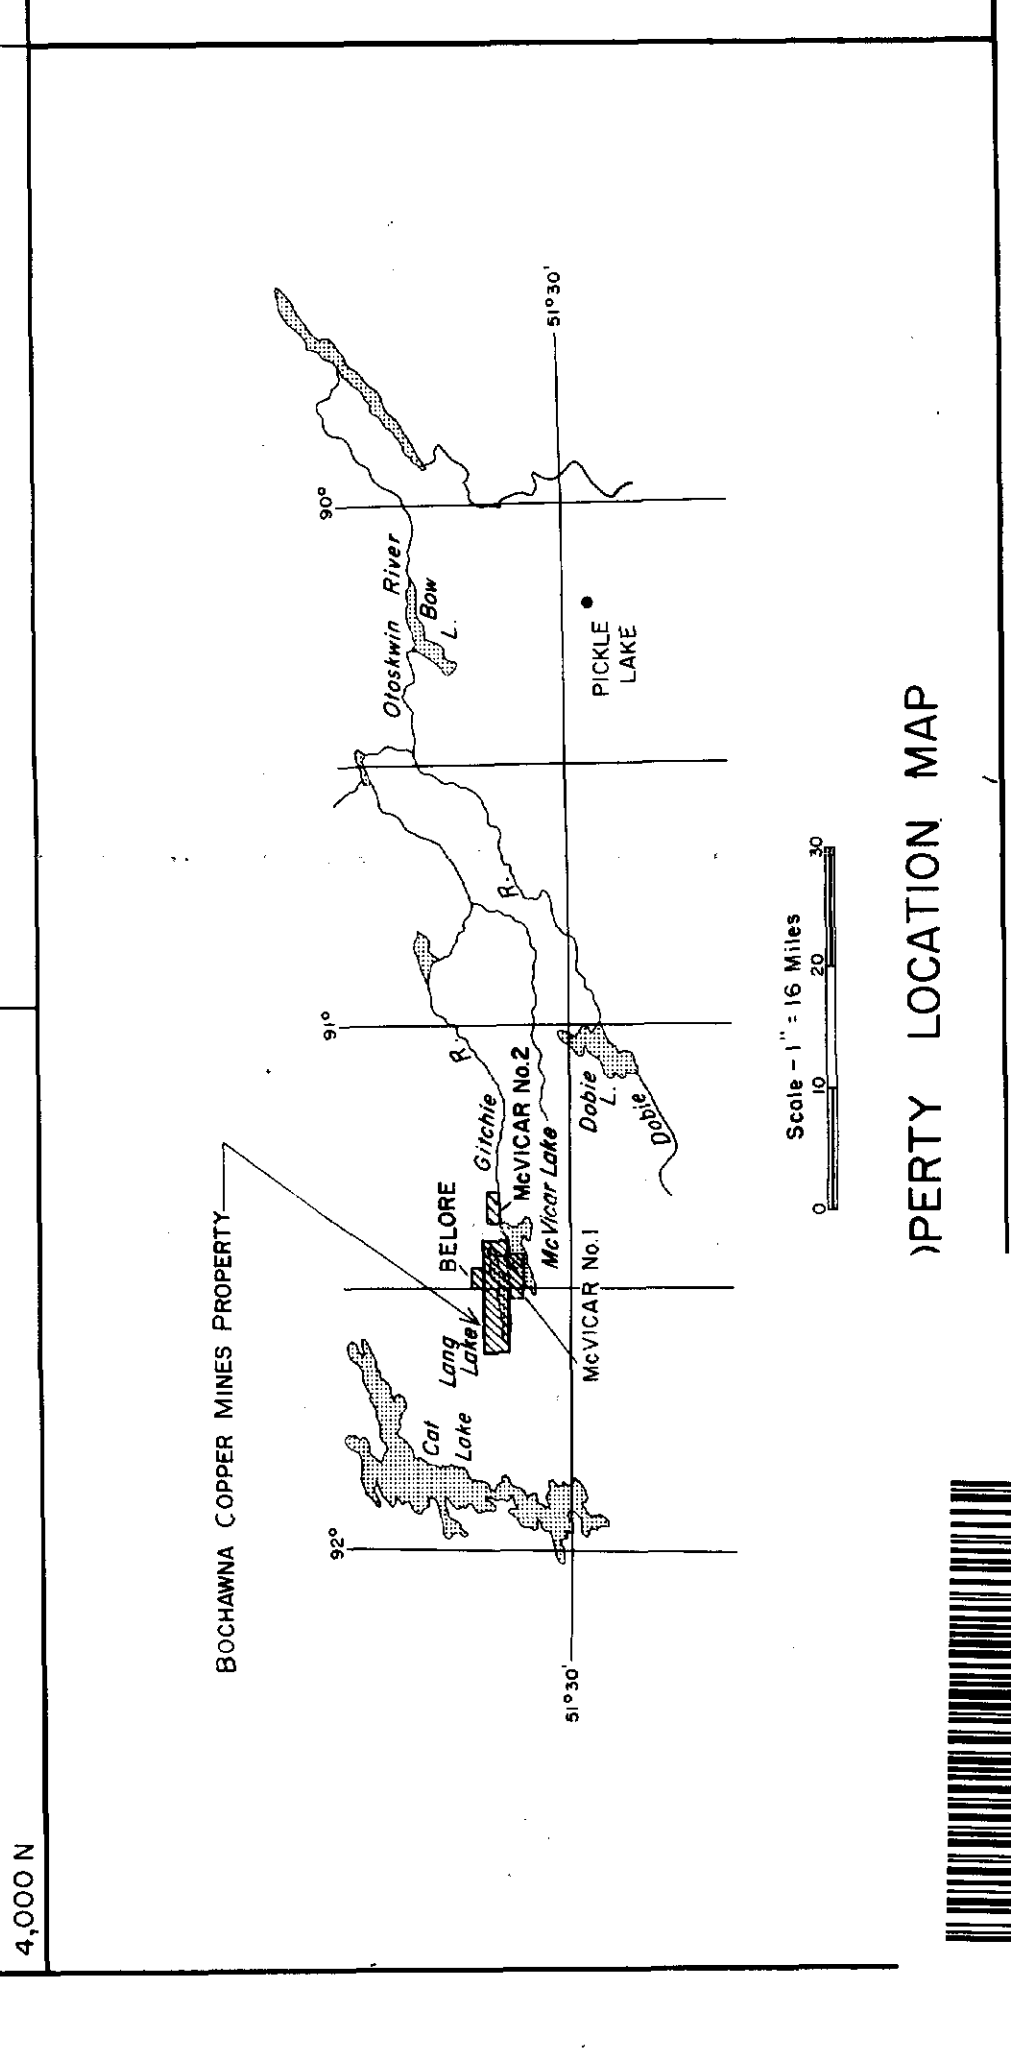 4,000 N
BOCHAWNA COPPER MINES PROPERTY
92°
91°
90°
Otoskwin River
Bow
L.
Cat
Lake
Lang
Lake
BELORE
Gitchie
R.
McVICAR No.2
McVicar Lake
McVICAR No.1
R.
Dobie
L.
Dobie
51°30'
51°30'
PICKLE
LAKE
Scale - 1" = 16 Miles
0 10 20 30
PERTY LOCATION MAP